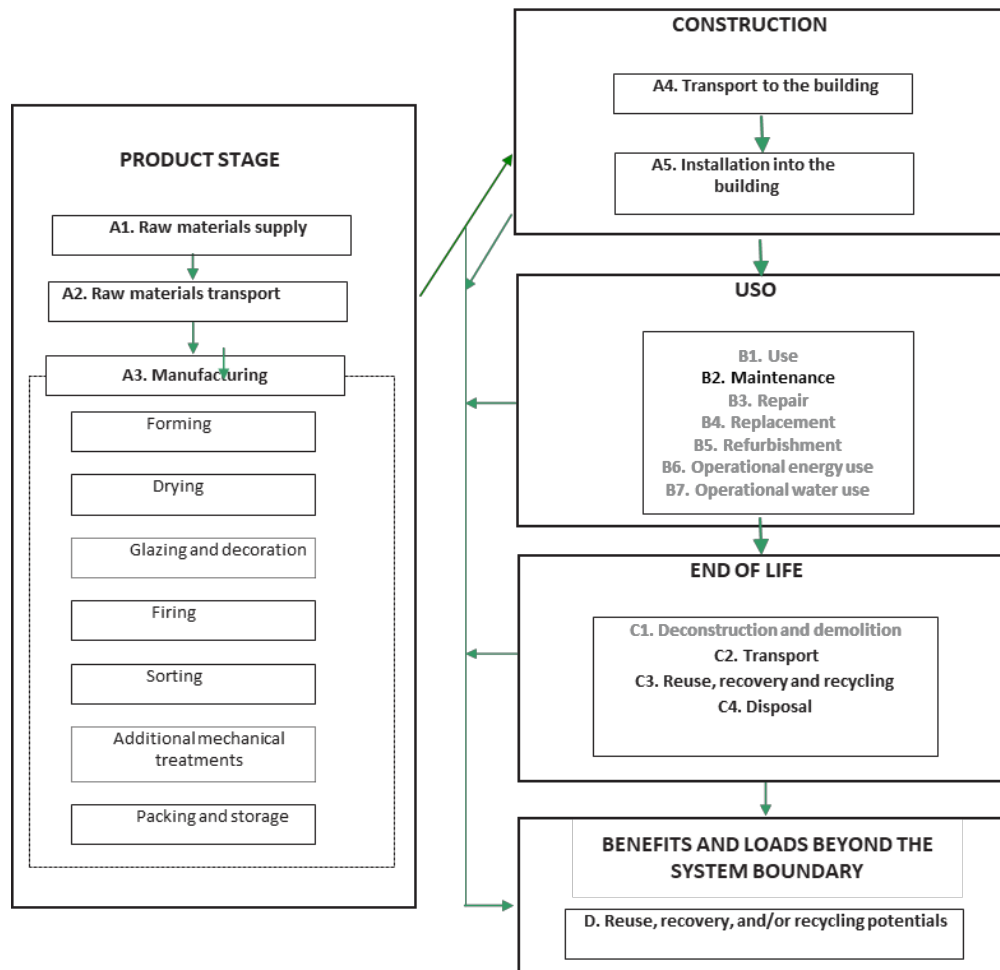 PRODUCT STAGE
A1. Raw materials supply
A2. Raw materials transport
A3. Manufacturing
Forming
Drying
Glazing and decoration
Firing
Sorting
Additional mechanical
treatments
Packing and storage
CONSTRUCTION
A4. Transport to the building
A5. Installation into the
building
USO
B1. Use
B2. Maintenance
B3. Repair
B4. Replacement
B5. Refurbishment
B6. Operational energy use
B7. Operational water use
END OF LIFE
C1. Deconstruction and demolition
C2. Transport
C3. Reuse, recovery and recycling
C4. Disposal
BENEFITS AND LOADS BEYOND THE
SYSTEM BOUNDARY
D. Reuse, recovery, and/or recycling potentials